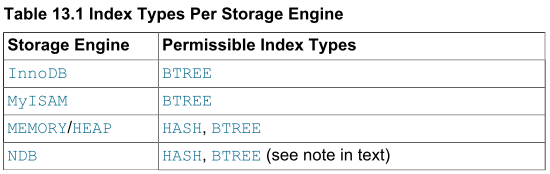 Table 13.1 Index Types Per Storage Engine
Storage Engine Permissible Index Types
InnoDB BTREE
MyISAM BTREE
MEMORY/HEAP HASH, BTREE
NDB HASH, BTREE (see note in text)